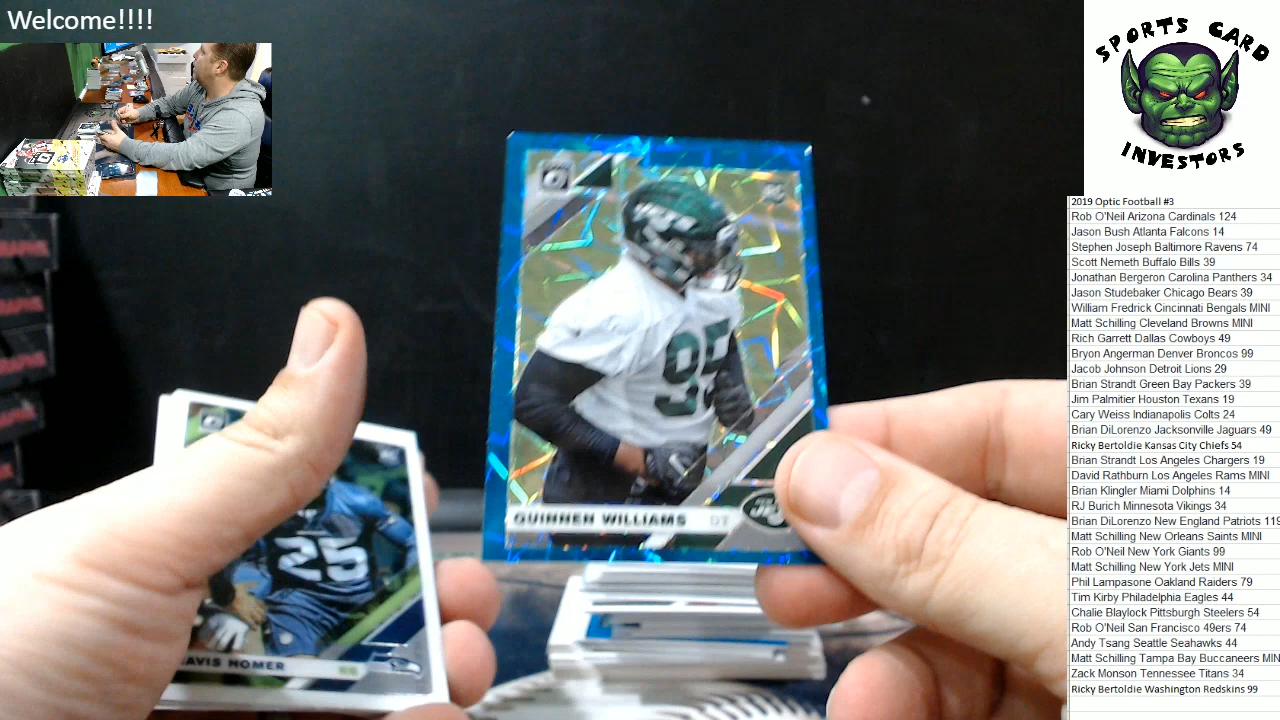 Welcome!!!!
SPORTS CARD
INVESTORS
2019 Optic Football #3
Rob O'Neil Arizona Cardinals 124
Jason Bush Atlanta Falcons 14
Stephen Joseph Baltimore Ravens 74
Scott Nemeth Buffalo Bills 39
Jonathan Bergeron Carolina Panthers 34
Jason Studebaker Chicago Bears 39
William Fredrick Cincinnati Bengals MINI
Matt Schilling Cleveland Browns MINI
Rich Garrett Dallas Cowboys 49
Bryon Angerman Denver Broncos 99
Jacob Johnson Detroit Lions 29
Brian Strandt Green Bay Packers 39
Jim Palmitier Houston Texans 19
Cary Weiss Indianapolis Colts 24
Brian DiLorenzo Jacksonville Jaguars 49
Ricky Bertoldie Kansas City Chiefs 54
Brian Strandt Los Angeles Chargers 19
David Rathburn Los Angeles Rams MINI
Brian Klingler Miami Dolphins 14
RJ Burich Minnesota Vikings 34
Brian DiLorenzo New England Patriots 11
Matt Schilling New Orleans Saints MINI
Rob O'Neil New York Giants 99
Matt Schilling New York Jets MINI
Phil Lampasone Oakland Raiders 79
Tim Kirby Philadelphia Eagles 44
Chalie Blaylock Pittsburgh Steelers 54
Rob O'Neil San Francisco 49ers 74
Andy Tsang Seattle Seahawks 44
Matt Schilling Tampa Bay Buccaneers MIN
Zack Monson Tennessee Titans 34
Ricky Bertoldie Washington Redskins 99
95
QUINNEN WILLIAMS DT
25
AVIS HOMER RB